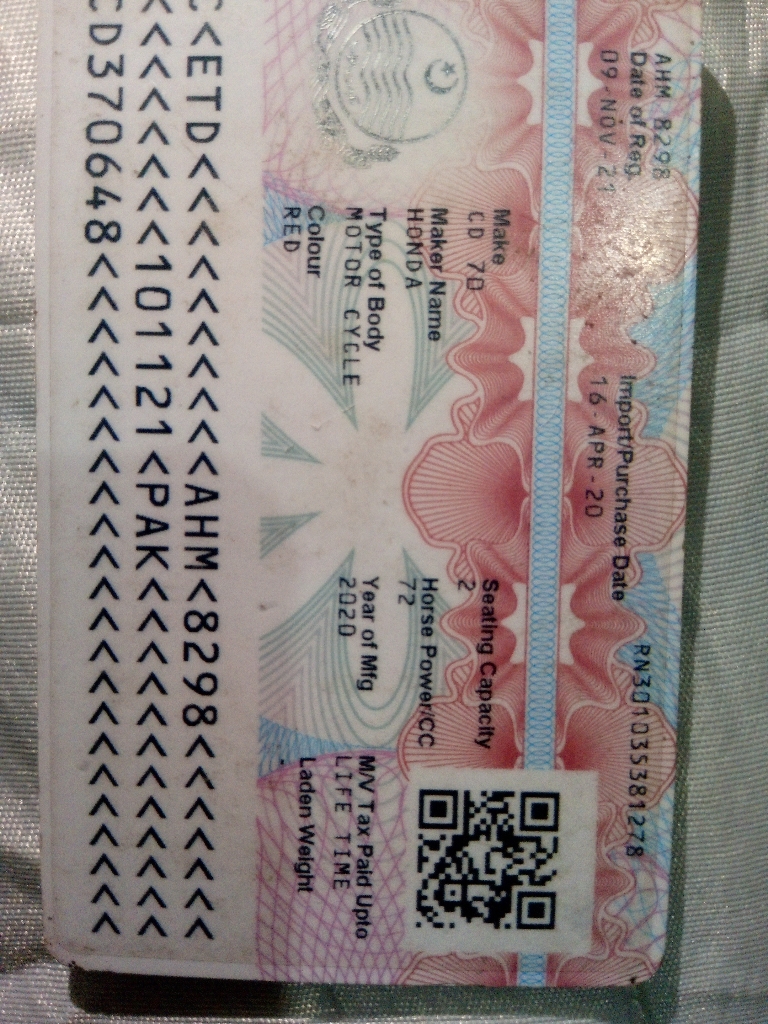 AHM 8298
RN301035381278
Date of Reg.
Import/Purchase Date
09-NOV-21
16-APR-20
Make
Seating Capacity
CD 70
2
Maker Name
Horse Power/CC
HONDA
72
Type of Body
Year of Mfg
M/V Tax Paid Upto
MOTOR CYCLE
2020
LIFE TIME
Colour
Laden Weight
RED
-
<ETD<<<<<<<<<<<AHM<8298<<<<<<<<
<<<<<<101121<PAK<<<<<<<<<<<<<
CD370648<<<<<<<<<<<<<<<<<<<<<<<<